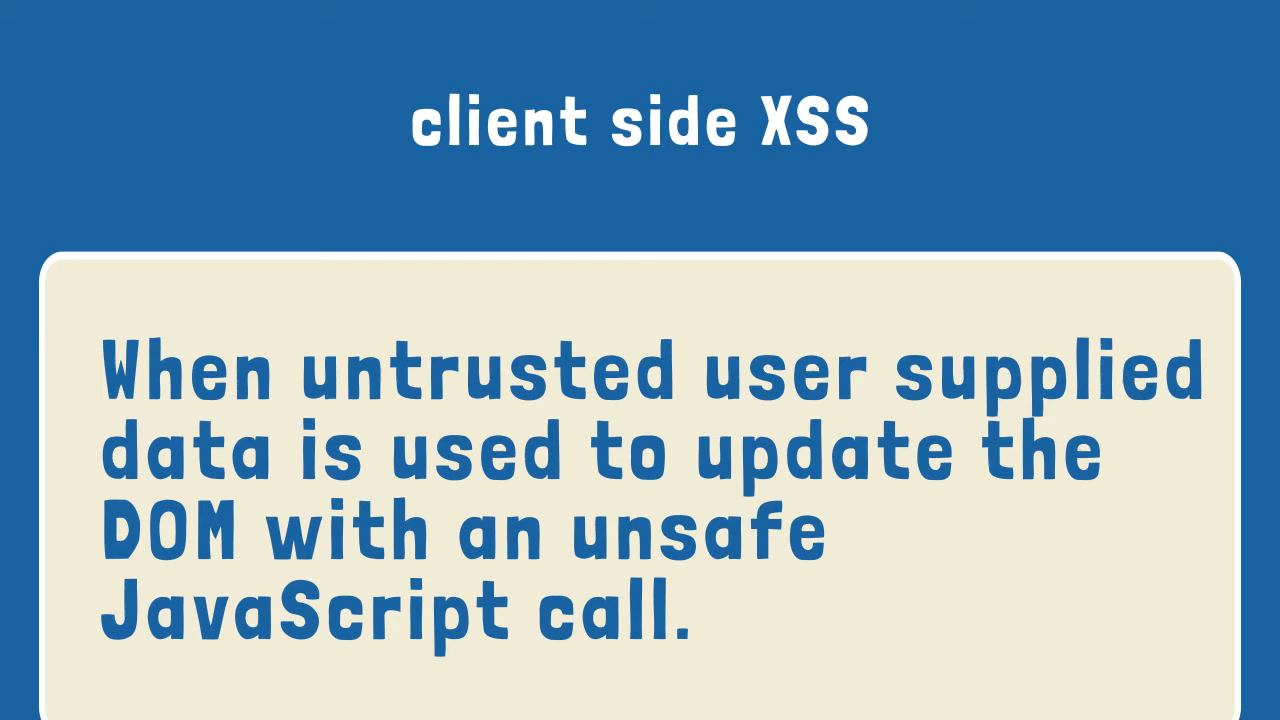 client side XSS
When untrusted user supplied
data is used to update the
DOM with an unsafe
JavaScript call.